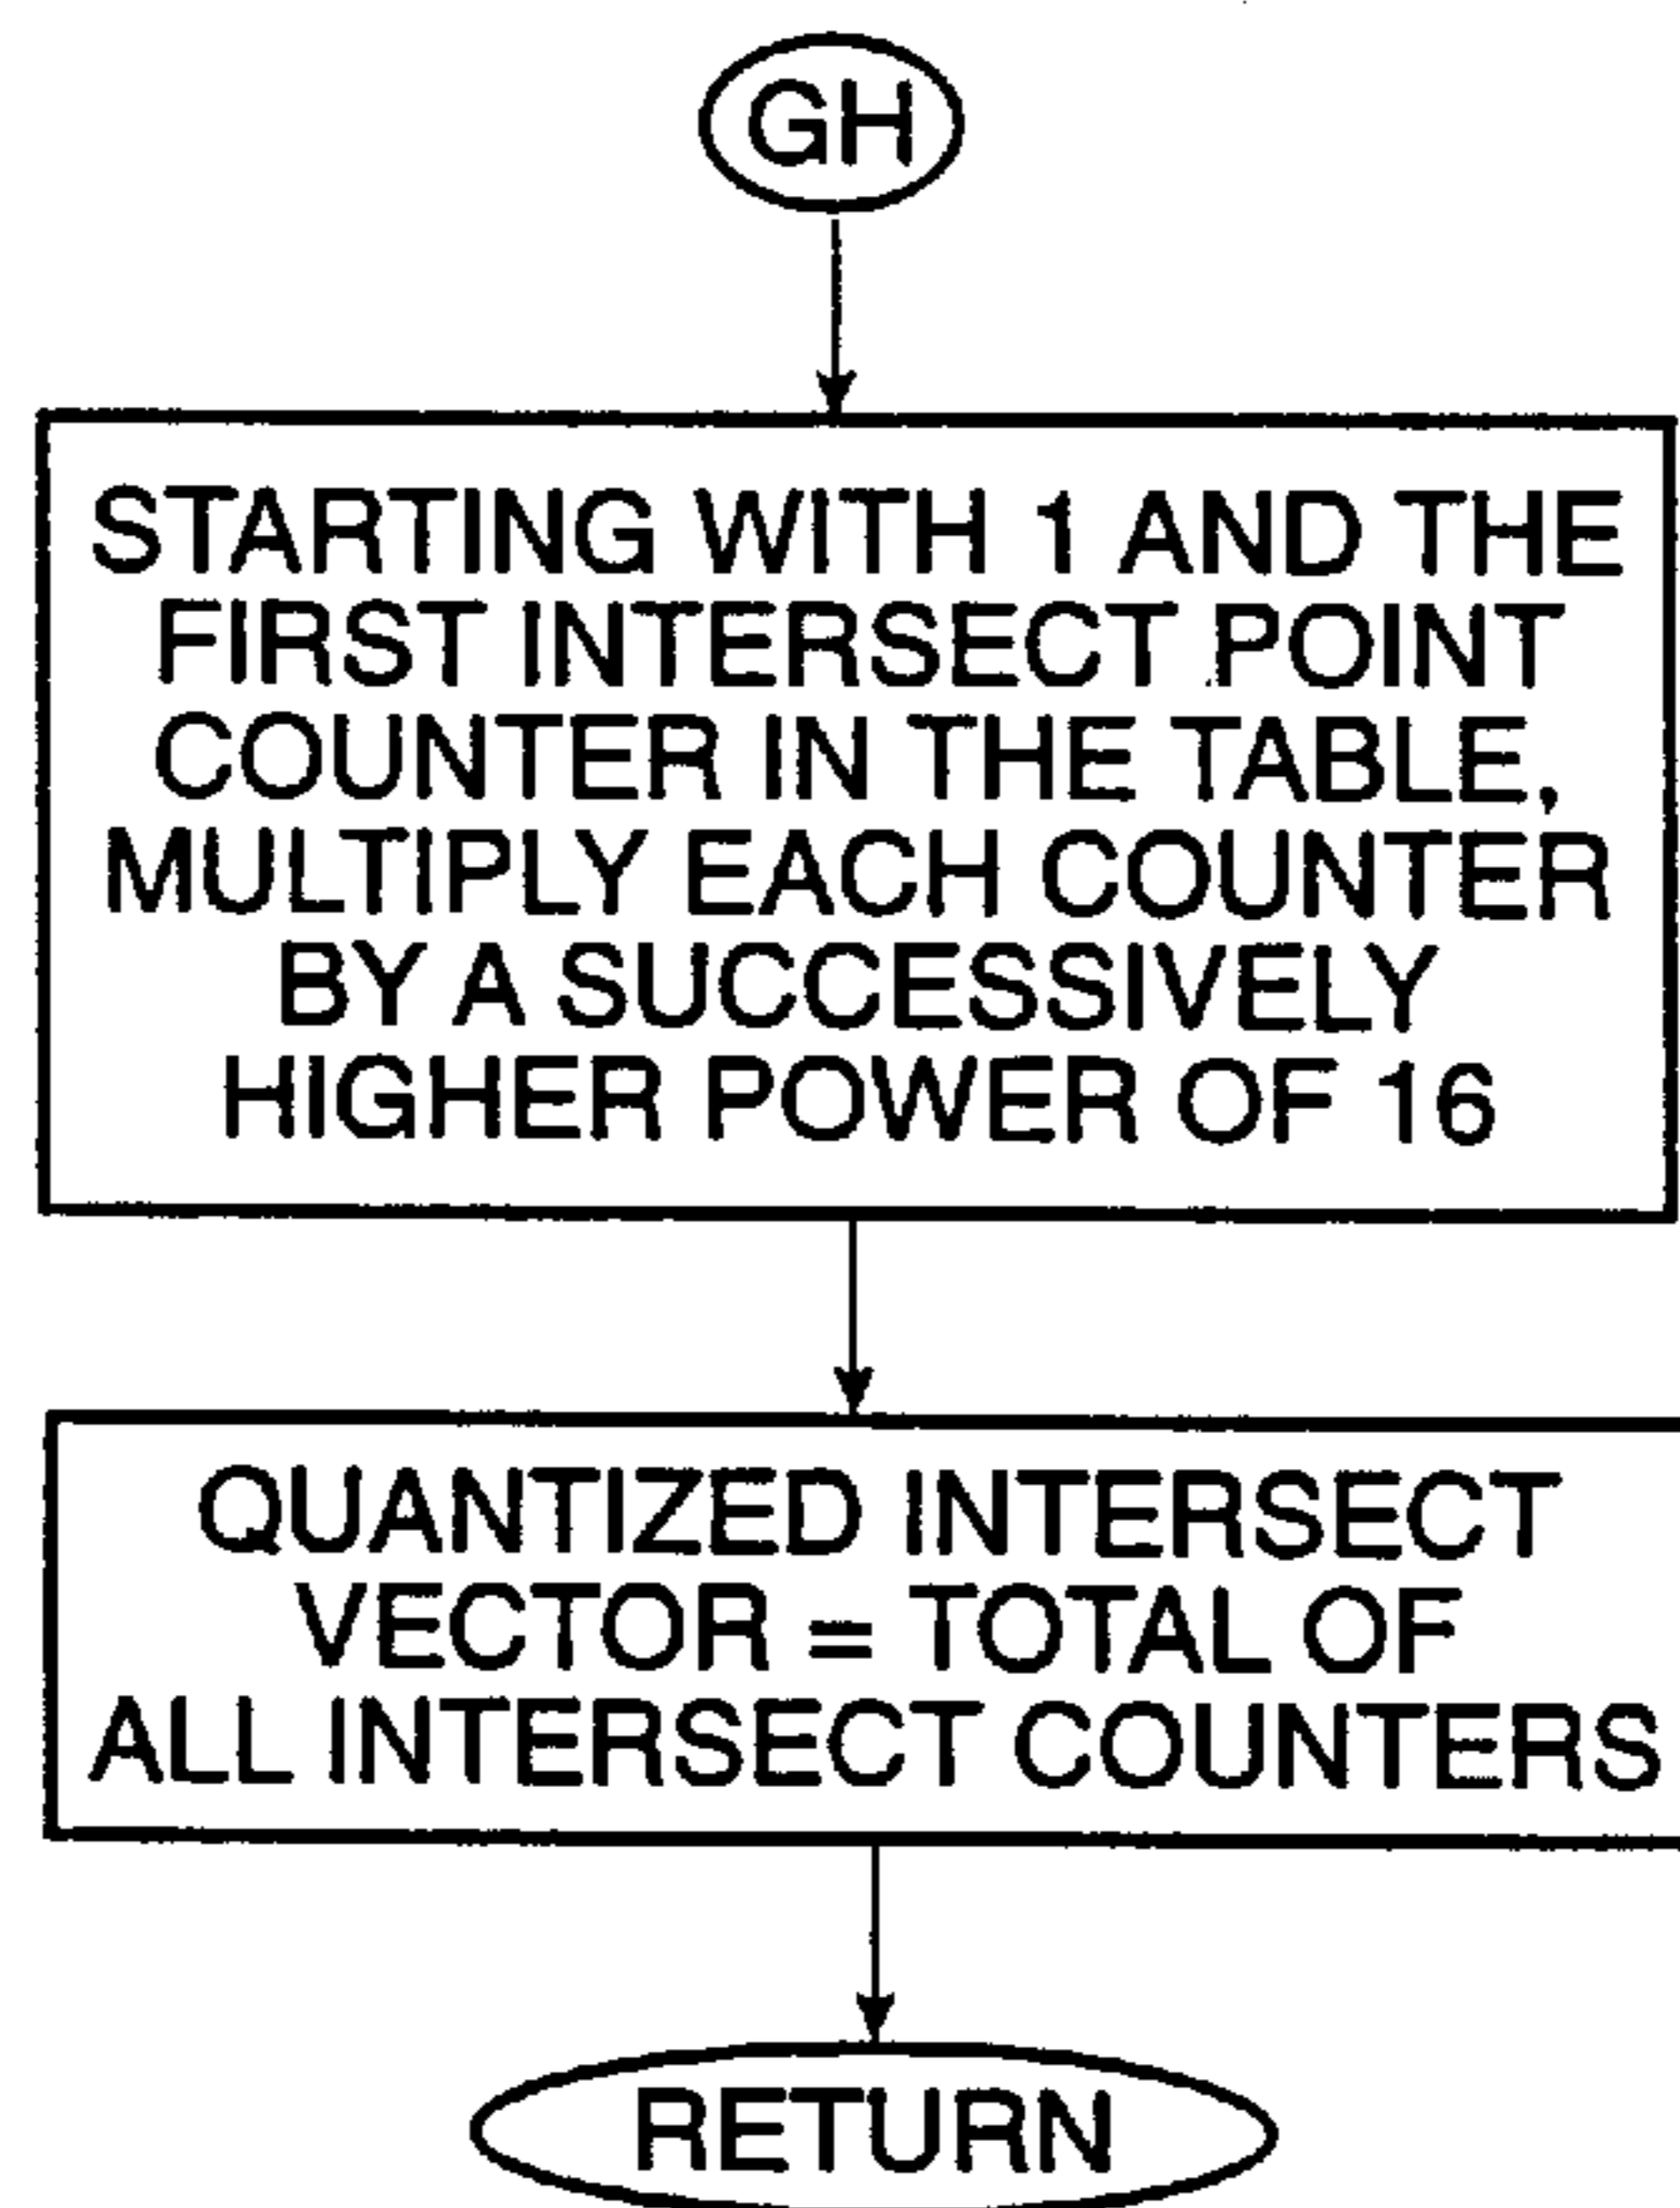 GH
STARTING WITH 1 AND THE
FIRST INTERSECT POINT
COUNTER IN THE TABLE,
MULTIPLY EACH COUNTER
BY A SUCCESSIVELY
HIGHER POWER OF 16
QUANTIZED INTERSECT
VECTOR = TOTAL OF
ALL INTERSECT COUNTERS
RETURN